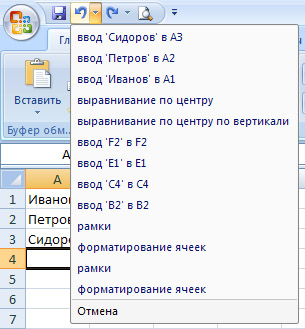 Гл
Вставить
Буфер обм...
A
A
1 Иванов
2 Петров
3 Сидоро
4
5
6
7
ввод 'Сидоров' в A3
ввод 'Петров' в A2
ввод 'Иванов' в A1
выравнивание по центру
выравнивание по центру по вертикали
ввод 'F2' в F2
ввод 'E1' в E1
ввод 'C4' в C4
ввод 'B2' в B2
рамки
форматирование ячеек
рамки
форматирование ячеек
Отмена